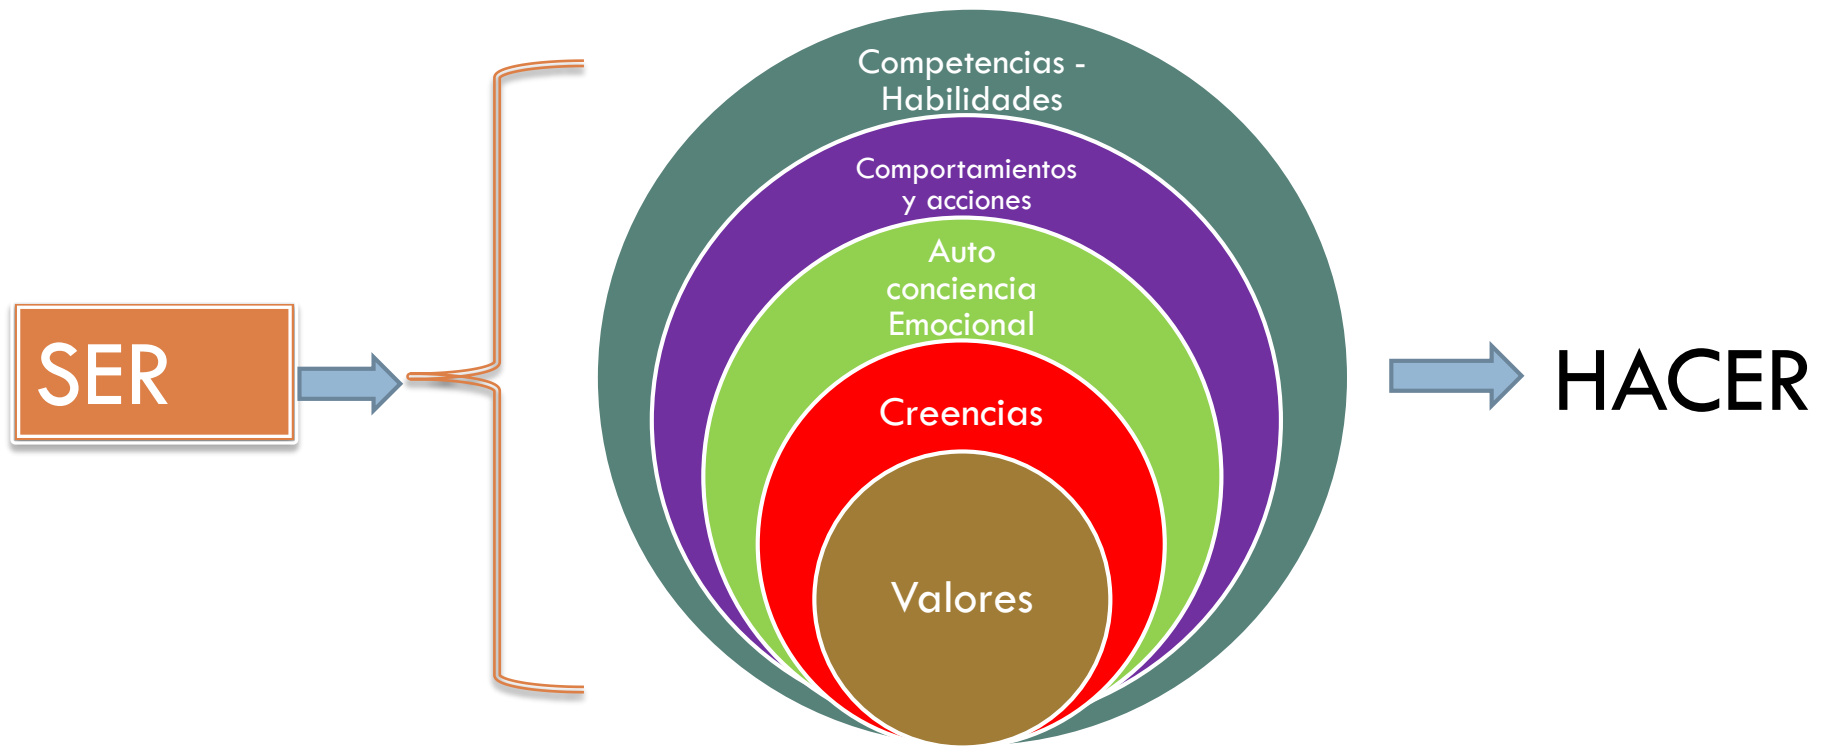 SER
Competencias -
Habilidades
Comportamientos
y acciones
Auto
conciencia
Emocional
Creencias
Valores
HACER